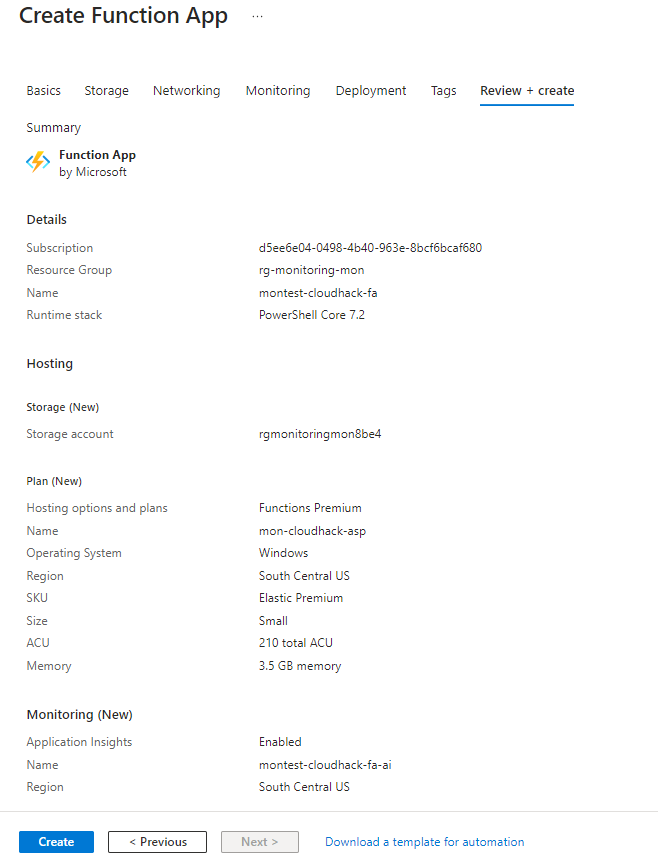 Create Function App ...
Basics Storage Networking Monitoring Deployment Tags Review + create
Summary
Function App
by Microsoft
Details
Subscription d5ee6e04-0498-4b40-963e-8bcf6bcaf680
Resource Group rg-monitoring-mon
Name montest-cloudhack-fa
Runtime stack PowerShell Core 7.2
Hosting
Storage (New)
Storage account rgmonitoringmon8be4
Plan (New)
Hosting options and plans Functions Premium
Name mon-cloudhack-asp
Operating System Windows
Region South Central US
SKU Elastic Premium
Size Small
ACU 210 total ACU
Memory 3.5 GB memory
Monitoring (New)
Application Insights Enabled
Name montest-cloudhack-fa-ai
Region South Central US
Create < Previous Next > Download a template for automation